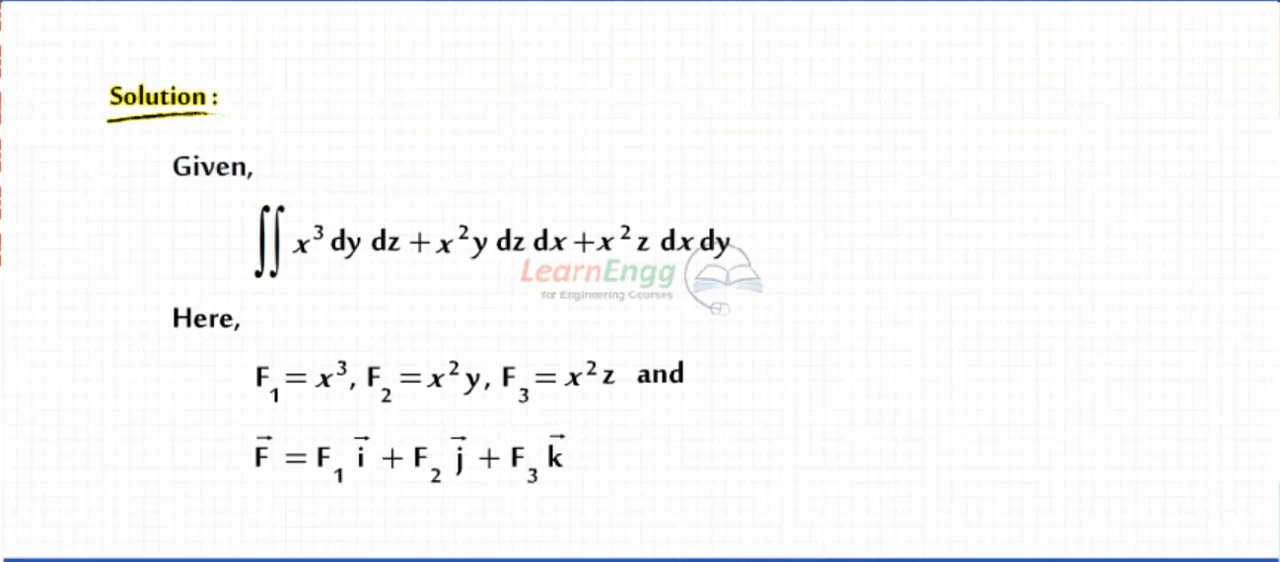 Solution :
Given,
∬ x³ dy dz + x²y dz dx + x²z dx dy
LearnEngg
for Engineering Courses
Here,
F₁ = x³, F₂ = x²y, F₃ = x²z and
F⃗ = F₁ i⃗ + F₂ j⃗ + F₃ k⃗